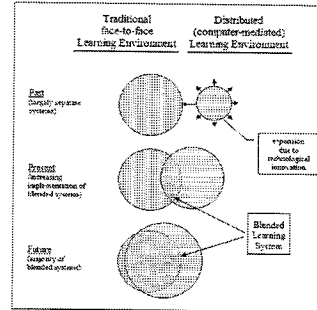 Traditional
face-to-face
Learning Environment
Distributed
(computer-mediated)
Learning Environment
Past
(largely separate
systems)
expansion
due to
technological
innovation
Present
(increasing
implementation of
blended systems)
Blended
Learning
System
Future
(majority of
blended systems)